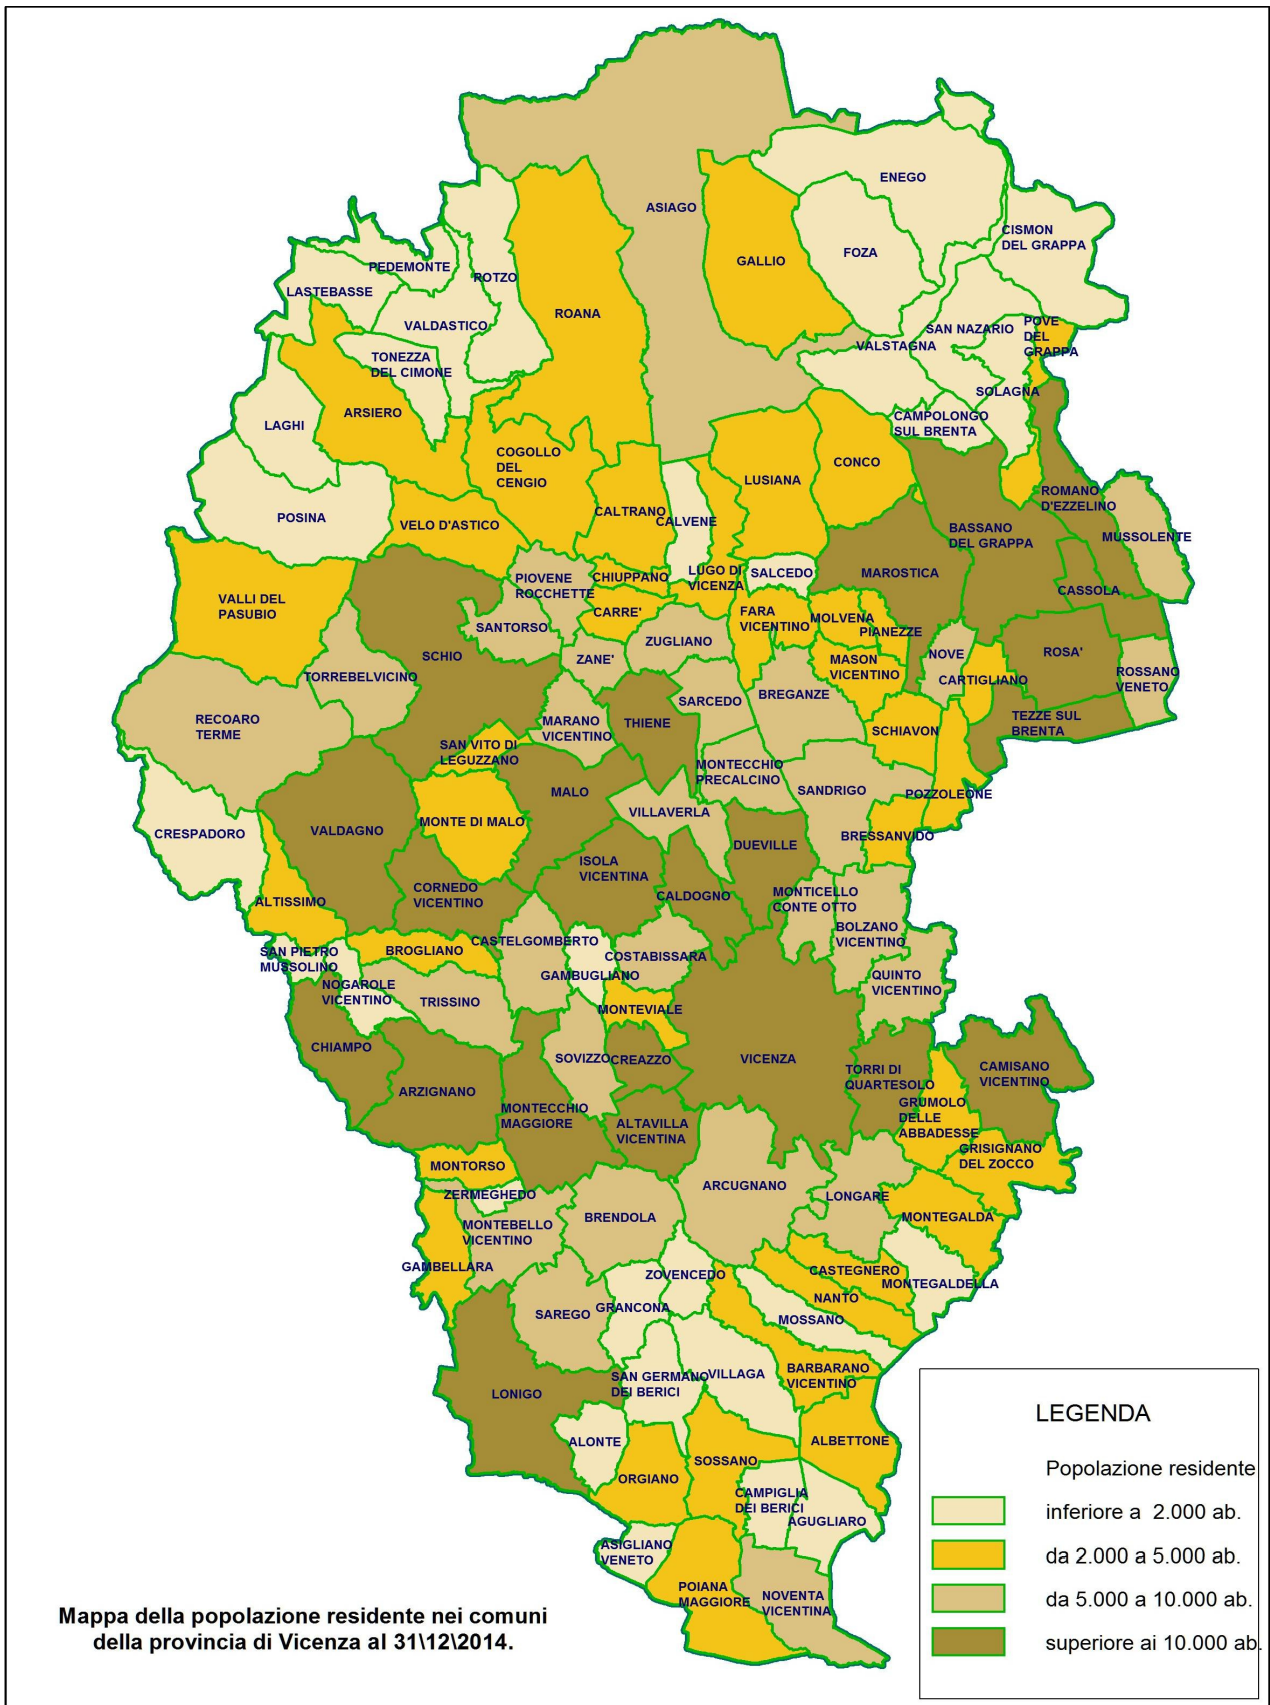 ENEGO
ASIAGO
CISMON
DEL GRAPPA
FOZA
GALLIO
PEDEMONTE
ROTZO
LASTEBASSE
ROANA
VALDASTICO
SAN NAZARIO
POVE
DEL
GRAPPA
VALSTAGNA
TONEZZA
DEL CIMONE
SOLAGNA
ARSIERO
LAGHI
CAMPOLONGO
SUL BRENTA
COGOLLO
DEL
CENGIO
CONCO
LUSIANA
ROMANO
D'EZZELINO
CALTRANO
POSINA
CALVENE
VELO D'ASTICO
BASSANO
DEL GRAPPA
MUSSOLENTE
LUGO DI
VICENZA
SALCEDO
MAROSTICA
PIOVENE
ROCCHETTE
CHIUPPANO
CASSOLA
VALLI DEL
PASUBIO
CARRE'
FARA
VICENTINO
MOLVENA
PIANEZZE
SANTORSO
ZUGLIANO
SCHIO
ZANE'
NOVE
ROSA'
MASON
VICENTINO
ROSSANO
VENETO
TORREBELVICINO
CARTIGLIANO
BREGANZE
SARCEDO
RECOARO
TERME
MARANO
VICENTINO
THIENE
TEZZE SUL
BRENTA
SCHIAVON
SAN VITO DI
LEGUZZANO
MONTECCHIO
PRECALCINO
MALO
SANDRIGO
POZZOLEONE
VILLAVERLA
MONTE DI MALO
CRESPADORO
VALDAGNO
BRESSANVIDO
DUEVILLE
ISOLA
VICENTINA
CORNEDO
VICENTINO
CALDOGNO
MONTICELLO
CONTE OTTO
ALTISSIMO
BOLZANO
VICENTINO
CASTELGOMBERTO
BROGLIANO
SAN PIETRO
MUSSOLINO
COSTABISSARA
GAMBUGLIANO
QUINTO
VICENTINO
NOGAROLE
VICENTINO
TRISSINO
MONTEVIALE
CHIAMPO
SOVIZZO
CREAZZO
VICENZA
TORRI DI
QUARTESOLO
CAMISANO
VICENTINO
ARZIGNANO
GRUMOLO
DELLE
ABBADESSE
MONTECCHIO
MAGGIORE
ALTAVILLA
VICENTINA
GRISIGNANO
DEL ZOCCO
MONTORSO
ARCUGNANO
ZERMEGHEDO
LONGARE
BRENDOLA
MONTEGALDA
MONTEBELLO
VICENTINO
GAMBELLARA
ZOVENCEDO
CASTEGNERO
MONTEGALDELLA
NANTO
GRANCONA
SAREGO
MOSSANO
BARBARANO
VICENTINO
SAN GERMANO
DEI BERICI
VILLAGA
LONIGO
ALONTE
ALBETTONE
SOSSANO
ORGIANO
CAMPIGLIA
DEI BERICI
AGUGLIARO
ASIGLIANO
VENETO
POIANA
MAGGIORE
NOVENTA
VICENTINA
LEGENDA
Popolazione residente
inferiore a 2.000 ab.
da 2.000 a 5.000 ab.
da 5.000 a 10.000 ab.
superiore ai 10.000 ab.
Mappa della popolazione residente nei comuni
della provincia di Vicenza al 31\12\2014.